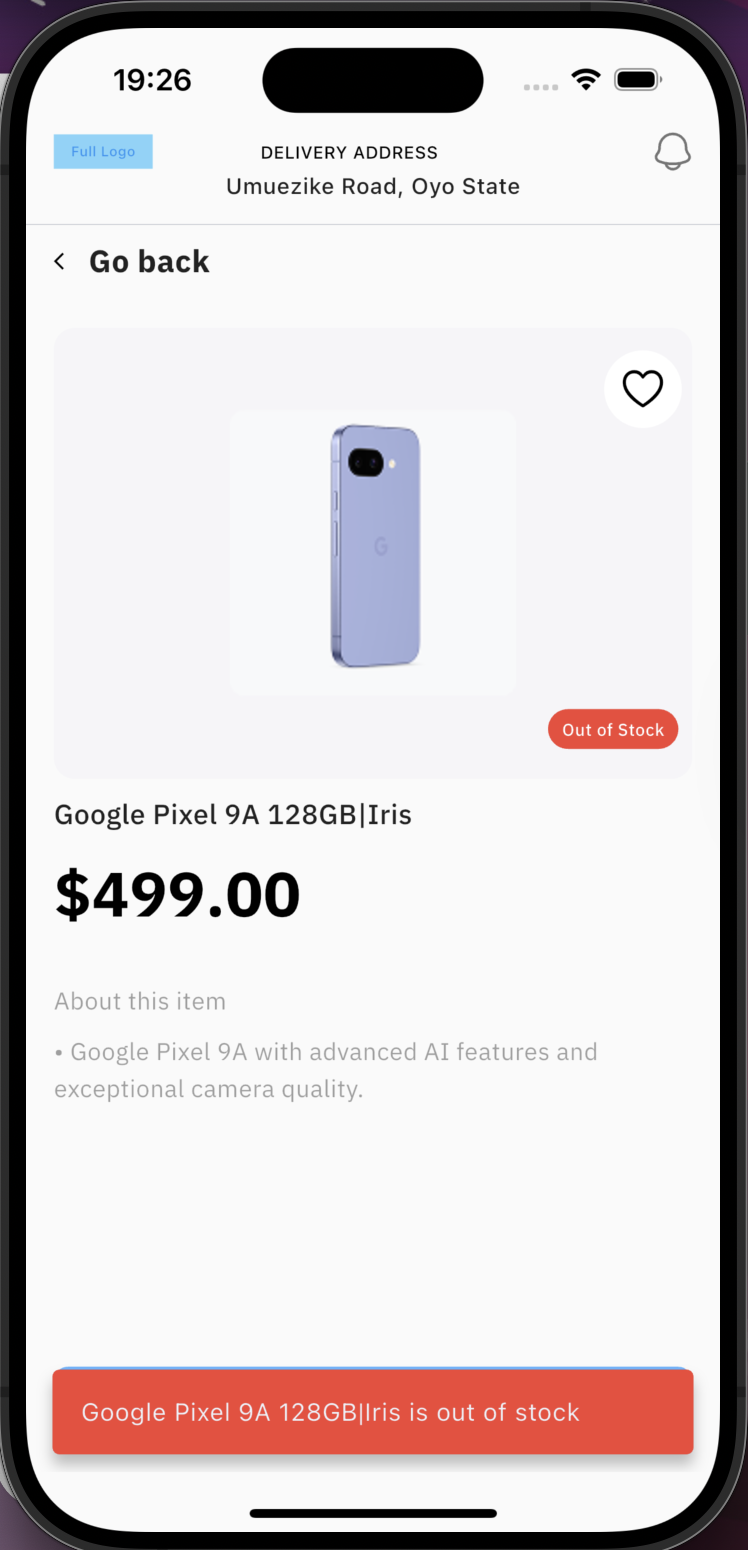 19:26
Full Logo
DELIVERY ADDRESS
Umuezike Road, Oyo State
Go back
G
Out of Stock
Google Pixel 9A 128GB|Iris
$499.00
About this item
• Google Pixel 9A with advanced AI features and
exceptional camera quality.
Google Pixel 9A 128GB|Iris is out of stock